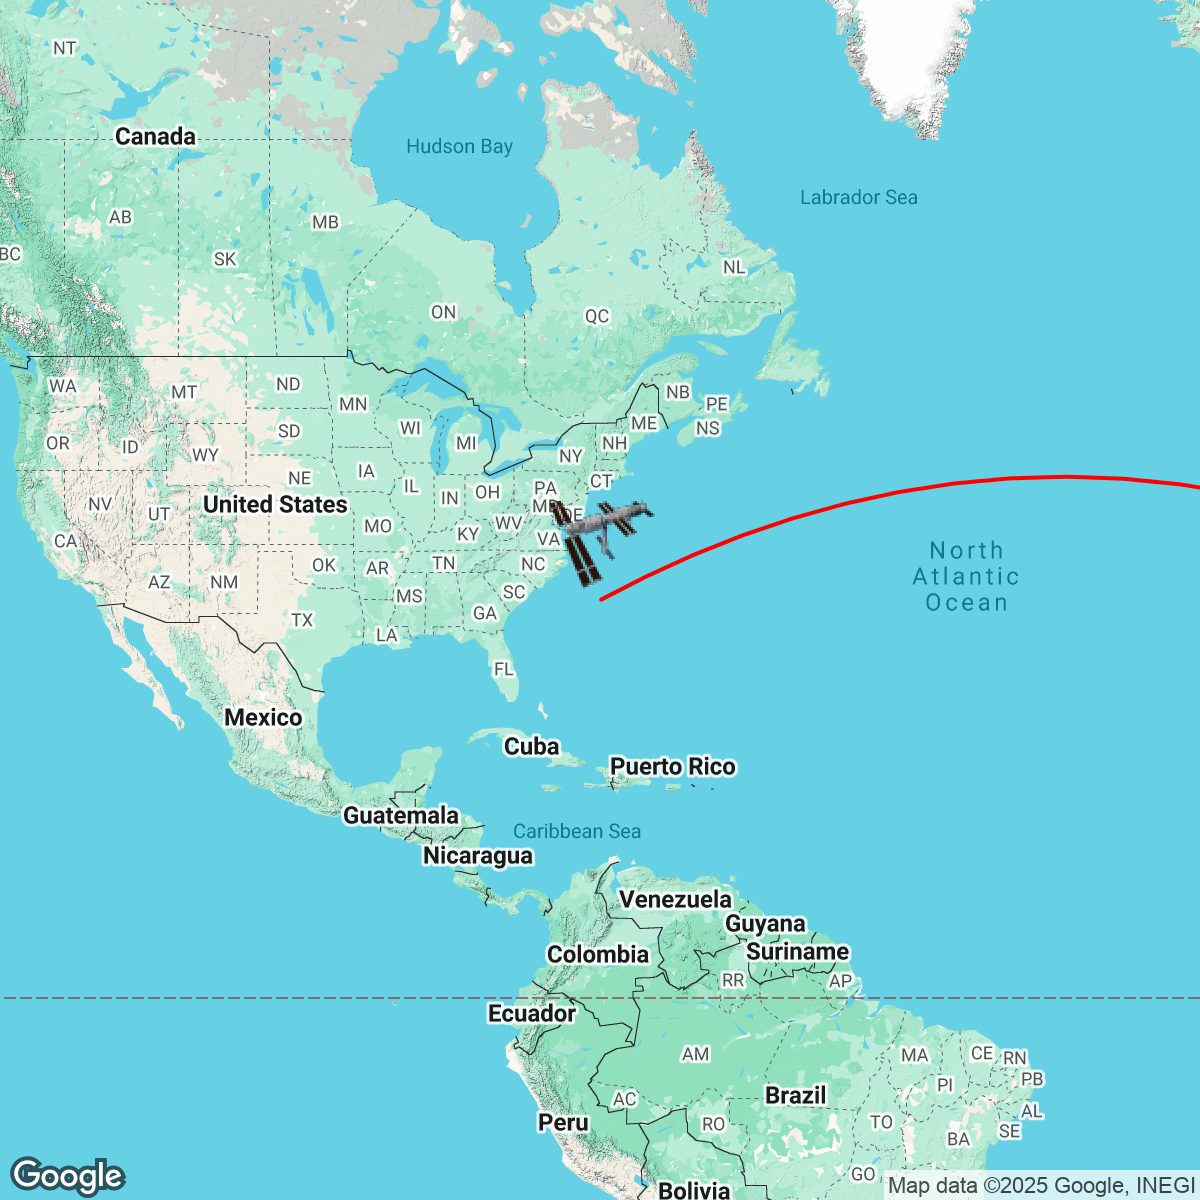 NT
Canada
Hudson Bay
Labrador Sea
AB
MB
BC
SK
NL
ON
QC
WA
MT
ND
MN
NB
PE
NS
OR
ID
WY
SD
WI
MI
ME
NH
NY
NV
UT
NE
IA
IL
IN
OH
PA
CT
United States
MO
KY
WV
VA
DE
CA
AZ
NM
OK
AR
TN
NC
MS
SC
GA
TX
LA
FL
North
Atlantic
Ocean
Mexico
Cuba
Puerto Rico
Guatemala
Caribbean Sea
Nicaragua
Venezuela
Guyana
Suriname
Colombia
RR
AP
Ecuador
AM
MA
CE
RN
PI
PB
AC
Brazil
AL
Peru
RO
TO
BA
SE
GO
Bolivia
Google
Map data ©2025 Google, INEGI